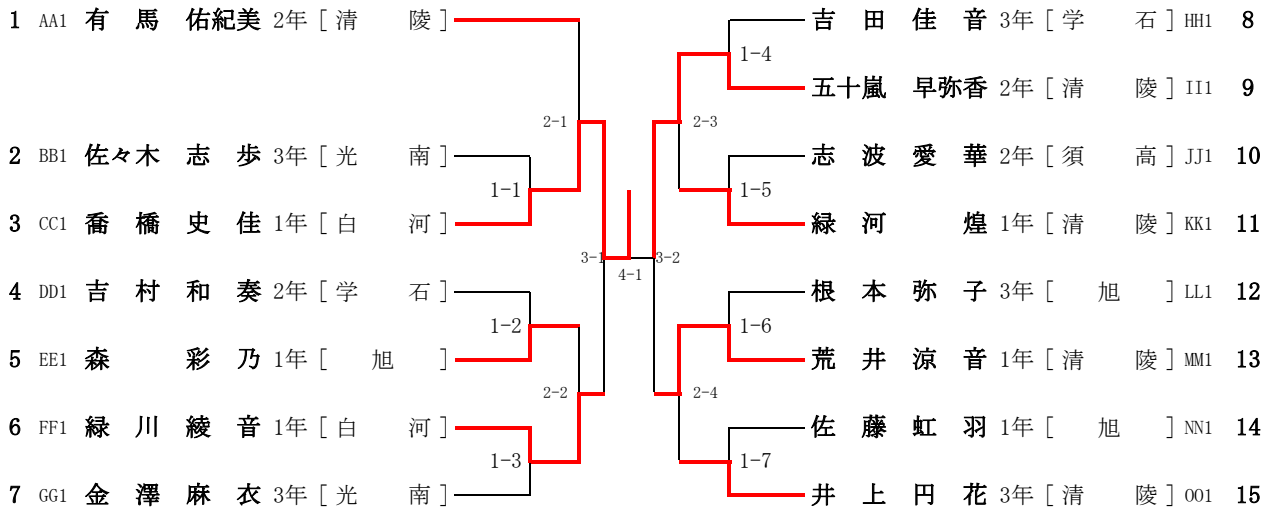 1 AA1 有 馬 佑紀美 2年 [ 清 陵 ]
2 BB1 佐々木 志 歩 3年 [ 光 南 ]
3 CC1 喬 橋 史 佳 1年 [ 白 河 ]
4 DD1 吉 村 和 奏 2年 [ 学 石 ]
5 EE1 森 彩 乃 1年 [ 旭 ]
6 FF1 緑 川 綾 音 1年 [ 白 河 ]
7 GG1 金 澤 麻 衣 3年 [ 光 南 ]
1-1
1-2
1-3
2-1
2-2
3-1
4-1
3-2
2-3
2-4
1-4
1-5
1-6
1-7
吉 田 佳 音 3年 [ 学 石 ] HH1 8
五十嵐 早弥香 2年 [ 清 陵 ] II1 9
志 波 愛 華 2年 [ 須 高 ] JJ1 10
緑 河 煌 1年 [ 清 陵 ] KK1 11
根 本 弥 子 3年 [ 旭 ] LL1 12
荒 井 涼 音 1年 [ 清 陵 ] MM1 13
佐 藤 虹 羽 1年 [ 旭 ] NN1 14
井 上 円 花 3年 [ 清 陵 ] OO1 15